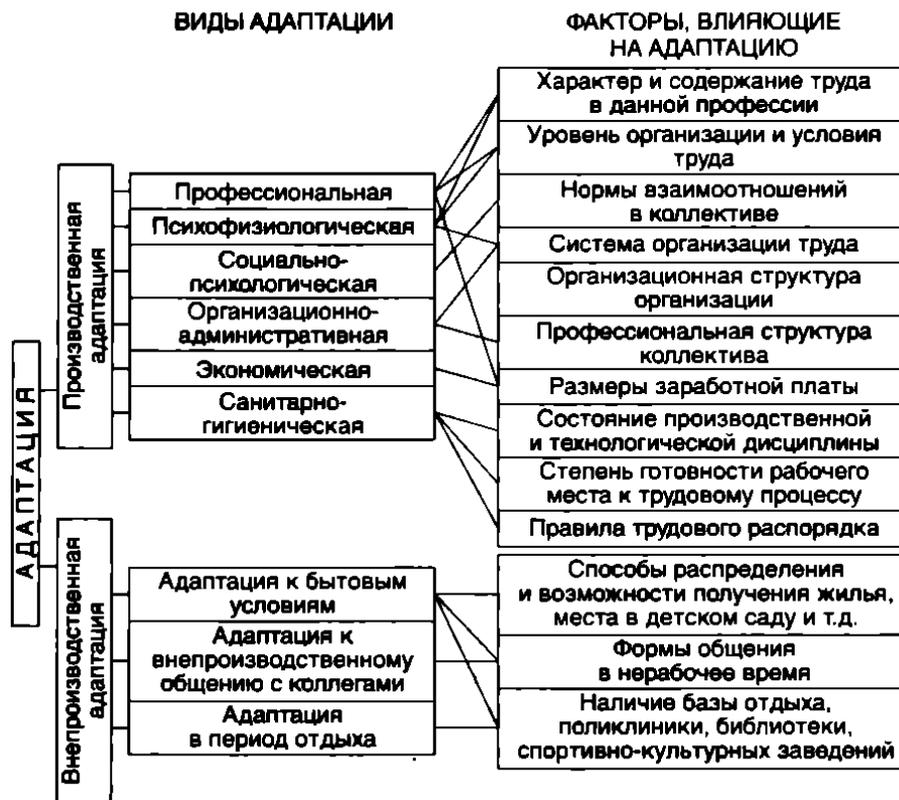 ВИДЫ АДАПТАЦИИ
ФАКТОРЫ, ВЛИЯЮЩИЕ
НА АДАПТАЦИЮ
АДАПТАЦИЯ
Производственная
адаптация
Профессиональная
Психофизиологическая
Социально-
психологическая
Организационно-
административная
Экономическая
Санитарно-
гигиеническая
Характер и содержание труда
в данной профессии
Уровень организации и условия
труда
Нормы взаимоотношений
в коллективе
Система организации труда
Организационная структура
организации
Профессиональная структура
коллектива
Размеры заработной платы
Состояние производственной
и технологической дисциплины
Степень готовности рабочего
места к трудовому процессу
Правила трудового распорядка
Внепроизводственная
адаптация
Адаптация к бытовым
условиям
Адаптация к
внепроизводственному
общению с коллегами
Адаптация
в период отдыха
Способы распределения
и возможности получения жилья,
места в детском саду и т.д.
Формы общения
в нерабочее время
Наличие базы отдыха,
поликлиники, библиотеки,
спортивно-культурных заведений